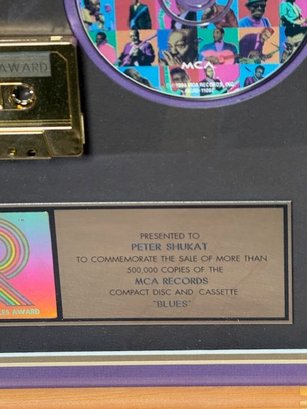 AWARD
MCA
PRESENTED TO
PETER SHUKAT
TO COMMEMORATE THE SALE OF MORE THAN
500,000 COPIES OF THE
MCA RECORDS
COMPACT DISC AND CASSETTE
"BLUES"